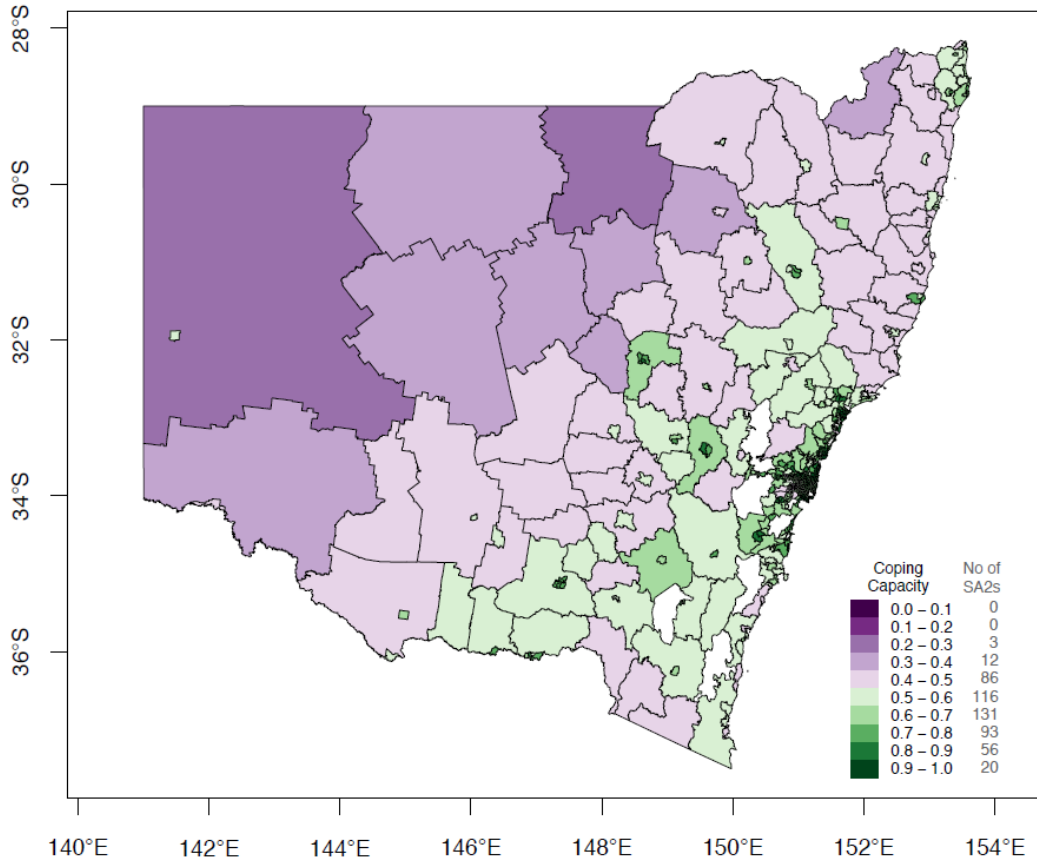 28°S
30°S
32°S
34°S
36°S
Coping Capacity No of SA2s
0.0 – 0.1 0
0.1 – 0.2 0
0.2 – 0.3 3
0.3 – 0.4 12
0.4 – 0.5 86
0.5 – 0.6 116
0.6 – 0.7 131
0.7 – 0.8 93
0.8 – 0.9 56
0.9 – 1.0 20
140°E 142°E 144°E 146°E 148°E 150°E 152°E 154°E